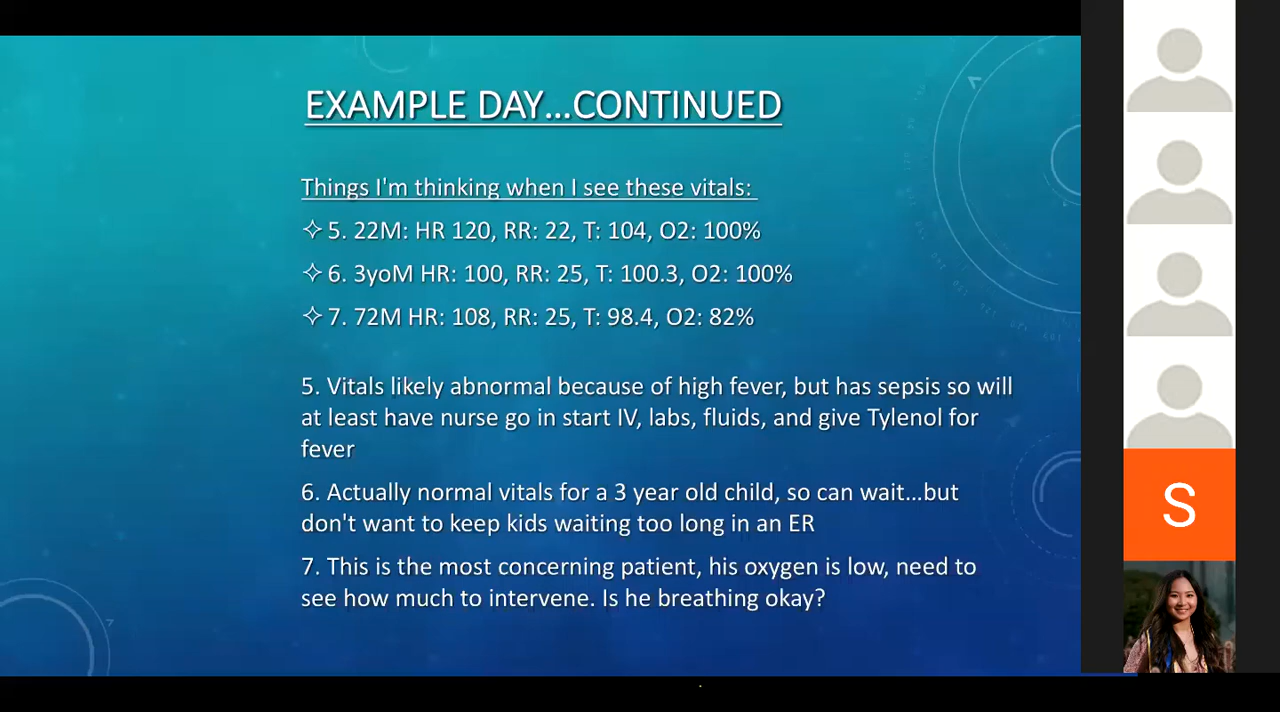 EXAMPLE DAY...CONTINUED
Things I'm thinking when I see these vitals:
5. 22M: HR 120, RR: 22, T: 104, O2: 100%
6. 3yoM HR: 100, RR: 25, T: 100.3, O2: 100%
7. 72M HR: 108, RR: 25, T: 98.4, O2: 82%
5. Vitals likely abnormal because of high fever, but has sepsis so will
at least have nurse go in start IV, labs, fluids, and give Tylenol for
fever
6. Actually normal vitals for a 3 year old child, so can wait...but
don't want to keep kids waiting too long in an ER
7. This is the most concerning patient, his oxygen is low, need to
see how much to intervene. Is he breathing okay?
S